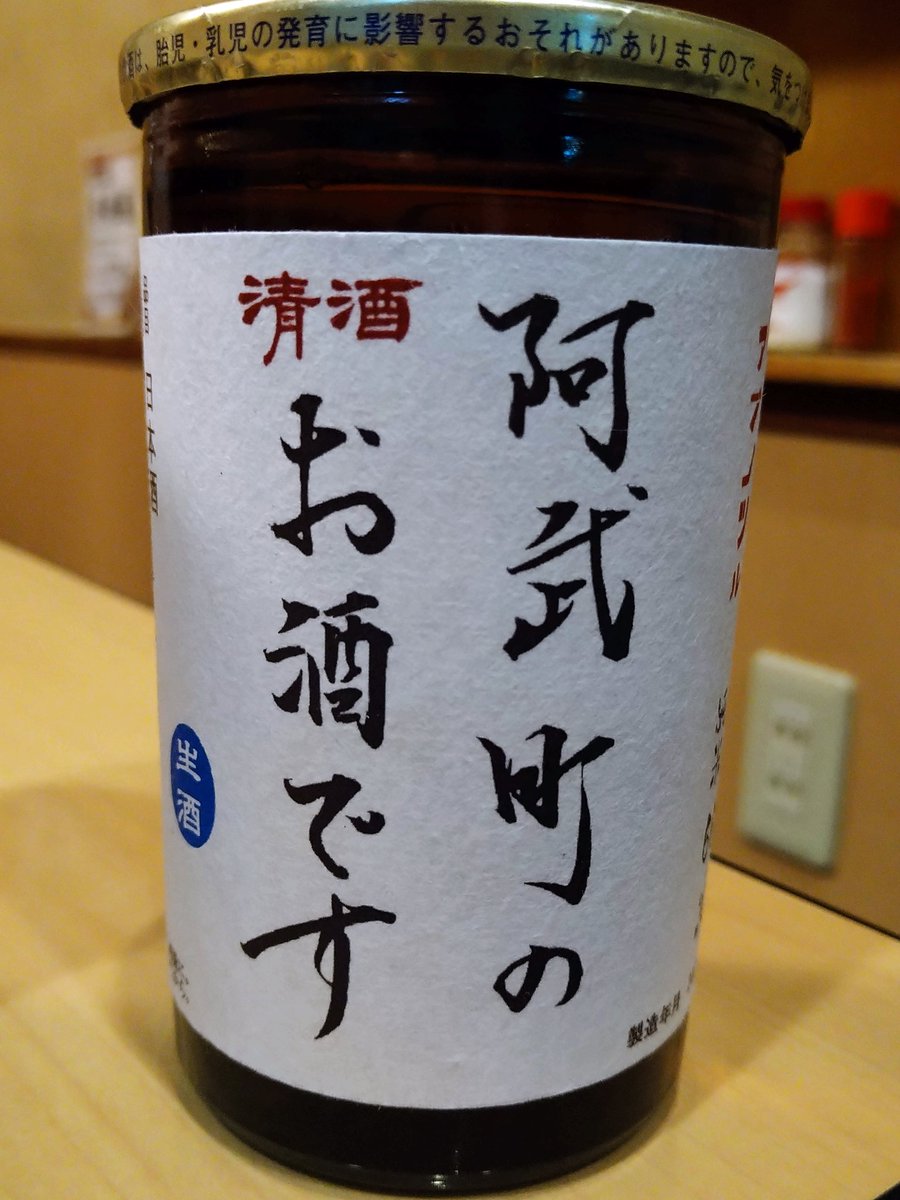 酒は、胎児・乳児の発育に影響するおそれがありますので、気をつ
清酒
阿武町の
お酒です
生酒
日本酒
製造年月